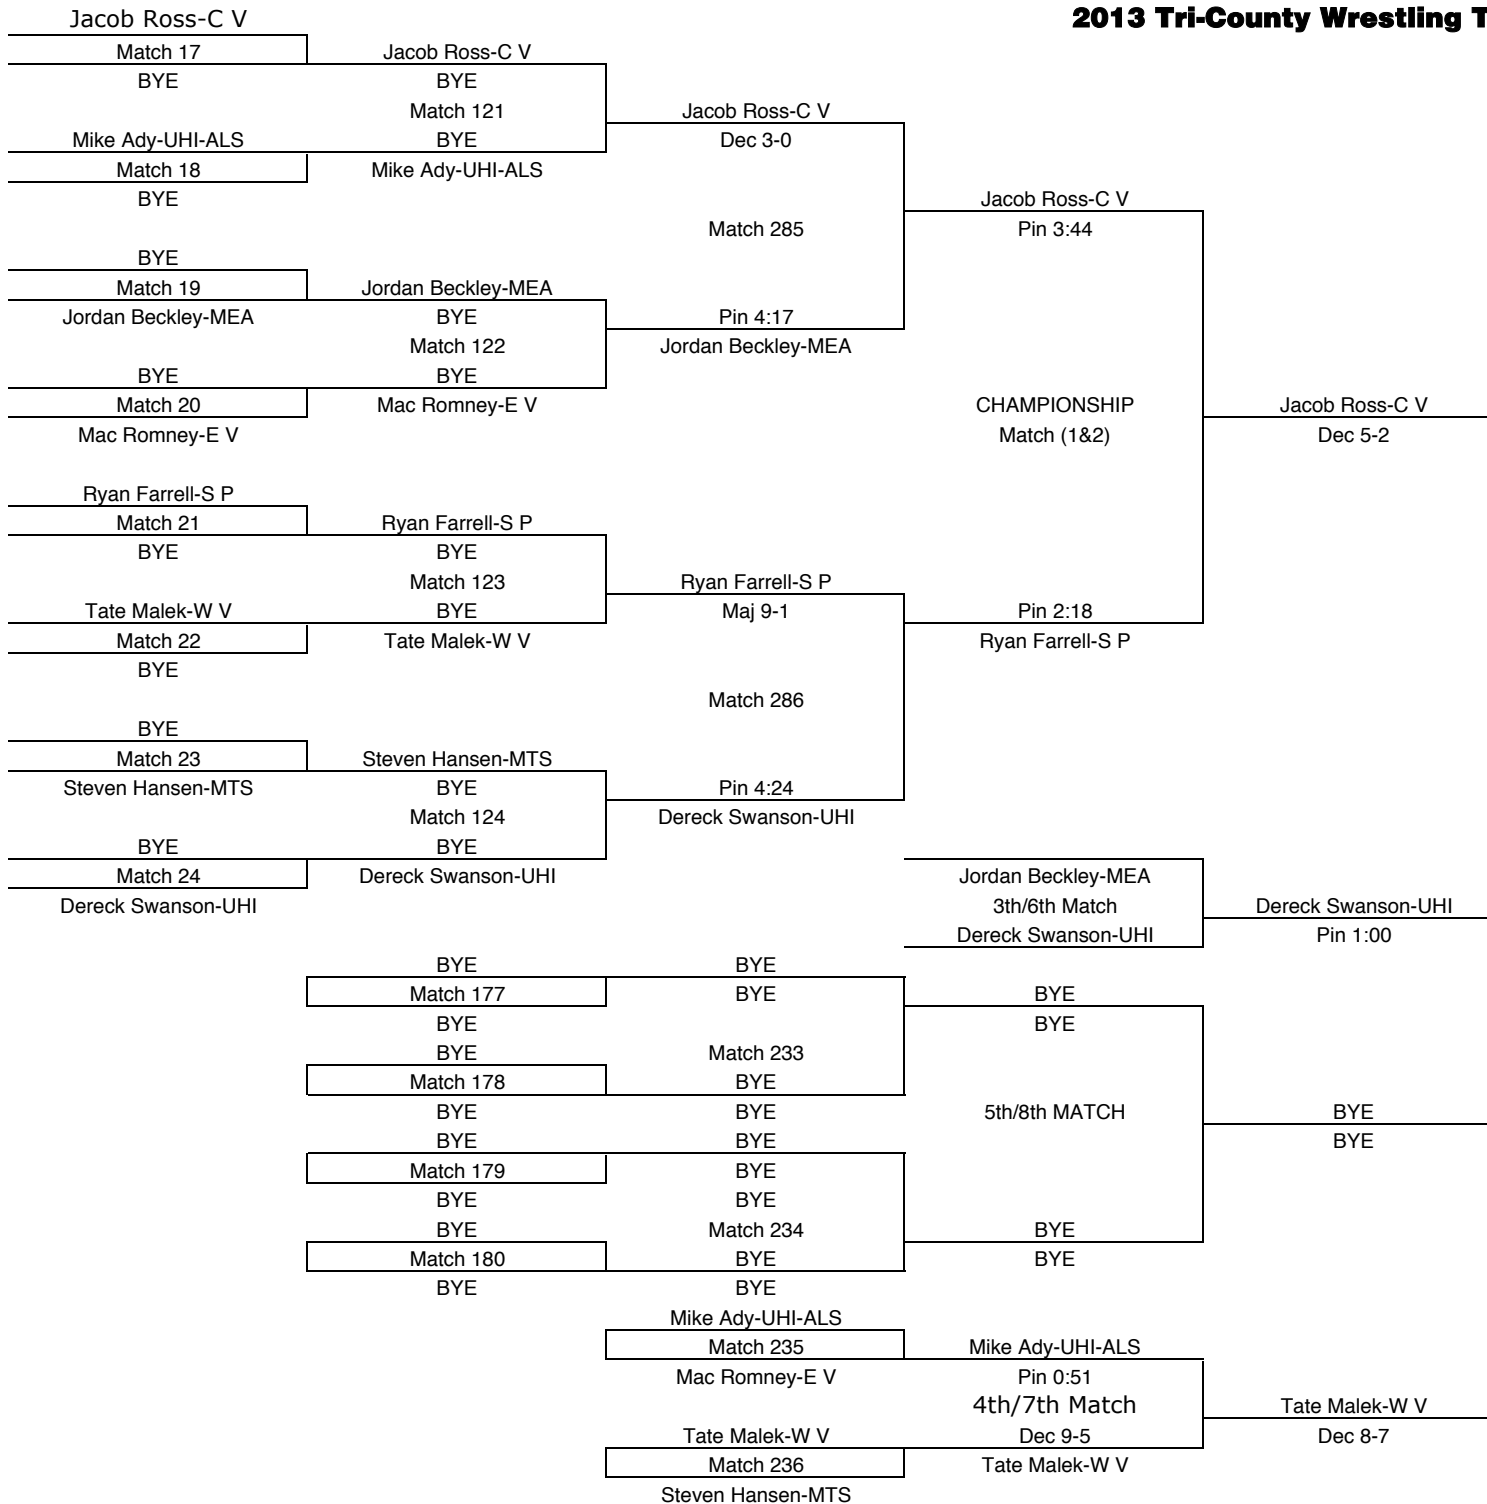 Jacob Ross-C V
2013 Tri-County Wrestling T
Match 17
Jacob Ross-C V
BYE
BYE
Match 121
Jacob Ross-C V
Mike Ady-UHI-ALS
BYE
Dec 3-0
Match 18
Mike Ady-UHI-ALS
BYE
Jacob Ross-C V
Match 285
Pin 3:44
BYE
Match 19
Jordan Beckley-MEA
Jordan Beckley-MEA
BYE
Pin 4:17
Match 122
Jordan Beckley-MEA
BYE
BYE
Match 20
Mac Romney-E V
CHAMPIONSHIP
Jacob Ross-C V
Mac Romney-E V
Match (1&2)
Dec 5-2
Ryan Farrell-S P
Match 21
Ryan Farrell-S P
BYE
BYE
Match 123
Ryan Farrell-S P
Tate Malek-W V
BYE
Maj 9-1
Pin 2:18
Match 22
Tate Malek-W V
Ryan Farrell-S P
BYE
Match 286
BYE
Match 23
Steven Hansen-MTS
Steven Hansen-MTS
BYE
Pin 4:24
Match 124
Dereck Swanson-UHI
BYE
BYE
Match 24
Dereck Swanson-UHI
Jordan Beckley-MEA
Dereck Swanson-UHI
3th/6th Match
Dereck Swanson-UHI
Dereck Swanson-UHI
Pin 1:00
BYE
BYE
Match 177
BYE
BYE
BYE
BYE
BYE
Match 233
Match 178
BYE
BYE
BYE
5th/8th MATCH
BYE
BYE
BYE
BYE
Match 179
BYE
BYE
BYE
BYE
Match 234
BYE
Match 180
BYE
BYE
BYE
BYE
Mike Ady-UHI-ALS
Match 235
Mike Ady-UHI-ALS
Mac Romney-E V
Pin 0:51
4th/7th Match
Tate Malek-W V
Tate Malek-W V
Dec 9-5
Dec 8-7
Match 236
Tate Malek-W V
Steven Hansen-MTS